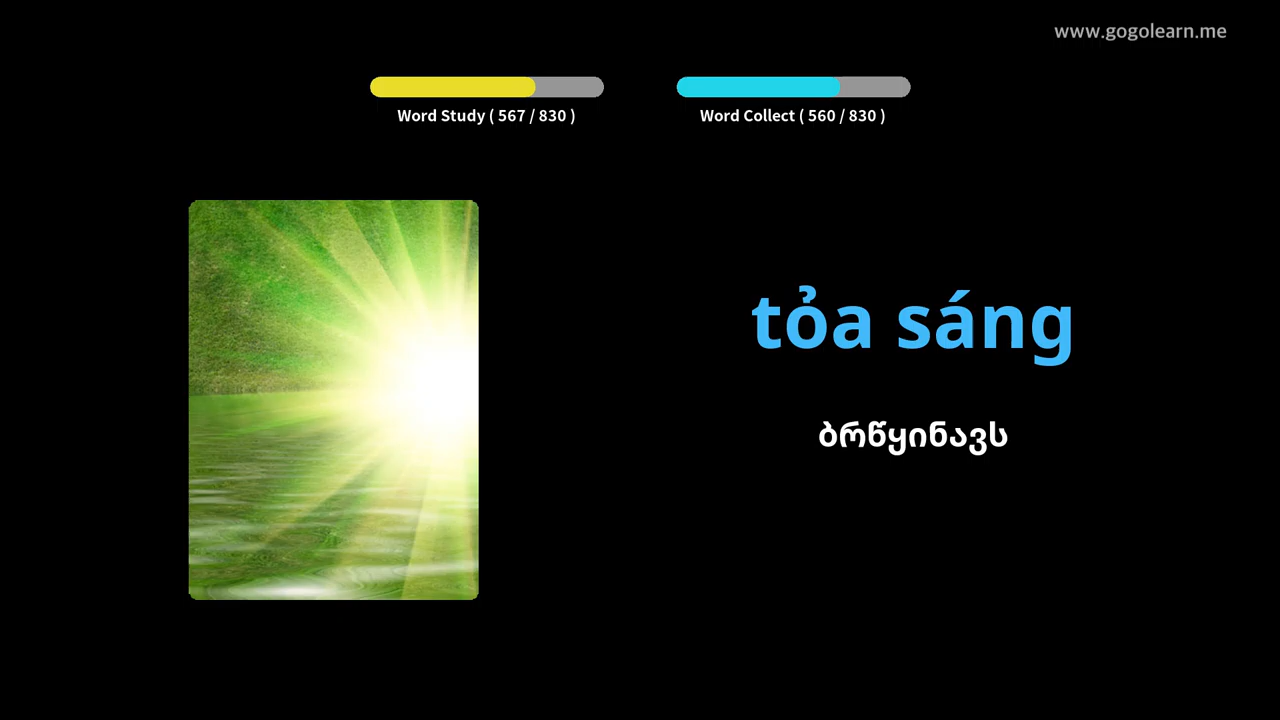 www.gogolearn.me
Word Study ( 567 / 830 )
Word Collect ( 560 / 830 )
tỏa sáng
ბრწყინავს